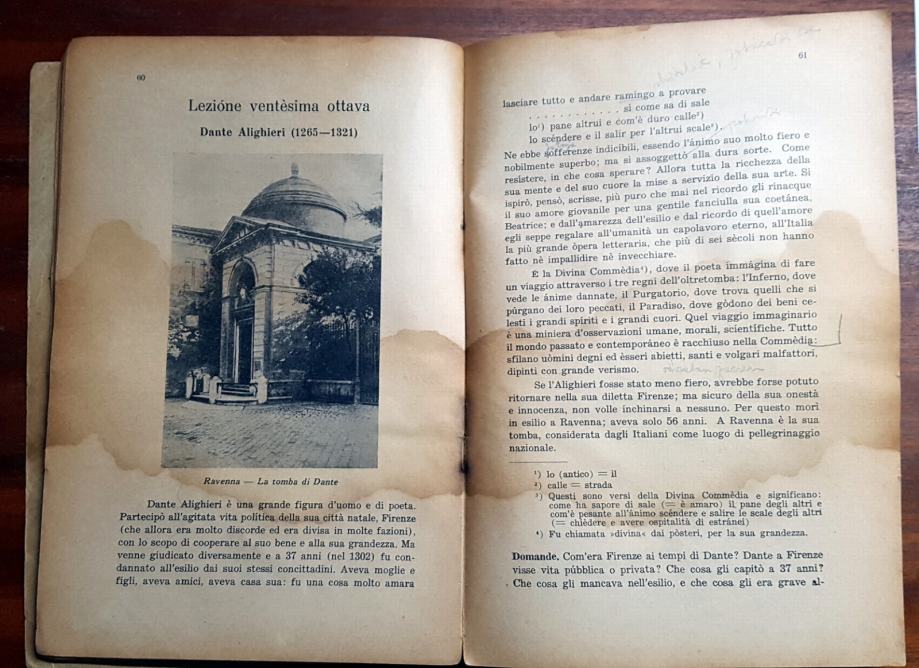 60
Lezióne ventèsima ottava
Dante Alighieri (1265—1321)
Ravenna — La tomba di Dante
Dante Alighieri è una grande figura d'uomo e di poeta.
Partecipò all'agitata vita politica della sua città natale, Firenze
(che allora era molto discorde ed era divisa in molte fazioni),
con lo scopo di cooperare al suo bene e alla sua grandezza. Ma
venne giudicato diversamente e a 37 anni (nel 1302) fu con-
dannato all'esilio dai suoi stessi concittadini. Aveva moglie e
figli, aveva amici, aveva casa sua: fu una cosa molto amara
61
lasciare tutto e andare ramingo a provare
. . . . . . . . . . . . sì come sa di sale
lo¹) pane altrui e com'è duro calle²)
lo scéndere e il salir per l'altrui scale³).
Ne ebbe sofferenze indicibili, essendo l'ánimo suo molto fiero e
nobilmente superbo; ma si assoggettò alla dura sorte. Come
resístere, in che cosa sperare? Allora tutta la ricchezza della
sua mente e del suo cuore la mise a servizio della sua arte. Si
ispirò, pensò, scrisse, più puro che mai nel ricordo gli rinacque
il suo amore giovanile per una gentile fanciulla sua coetánea,
Beatrice; e dall'amarezza dell'esilio e dal ricordo di quell'amore
egli seppe regalare all'umanità un capolavoro eterno, all'Italia
la più grande òpera letteraria, che più di sei sècoli non hanno
fatto nè impallidire nè invecchiare.
È la Divina Commèdia⁴), dove il poeta immágina di fare
un viaggio attraverso i tre regni dell'oltretomba: l'Inferno, dove
vede le ánime dannate, il Purgatorio, dove trova quelli che si
púrgano dei loro peccati, il Paradiso, dove gòdono dei beni ce-
lesti i grandi spiriti e i grandi cuori. Quel viaggio immaginario
è una miniera d'osservazioni umane, morali, scientifiche. Tutto
il mondo passato e contemporáneo è racchiuso nella Commèdia:
sfilano uòmini degni ed èsseri abietti, santi e volgari malfattori,
dipinti con grande verismo.
Se l'Alighieri fosse stato meno fiero, avrebbe forse potuto
ritornare nella sua diletta Firenze; ma sicuro della sua onestà
e innocenza, non volle inchinarsi a nessuno. Per questo morì
in esilio a Ravenna; aveva solo 56 anni. A Ravenna è la sua
tomba, considerata dagli Italiani come luogo di pellegrinaggio
nazionale.
¹) lo (antico) = il
²) calle = strada
³) Questi sono versi della Divina Commèdia e significano:
come ha sapore di sale (= è amaro) il pane degli altri e
com'è pesante all'ánimo scéndere e salire le scale degli altri
(= chièdere e avere ospitalità di estránei)
⁴) Fu chiamata »divina« dai pòsteri, per la sua grandezza.
Domande. Com'era Firenze ai tempi di Dante? Dante a Firenze
visse vita púbblica o privata? Che cosa gli capitò a 37 anni?
Che cosa gli mancava nell'esilio, e che cosa gli era grave al-